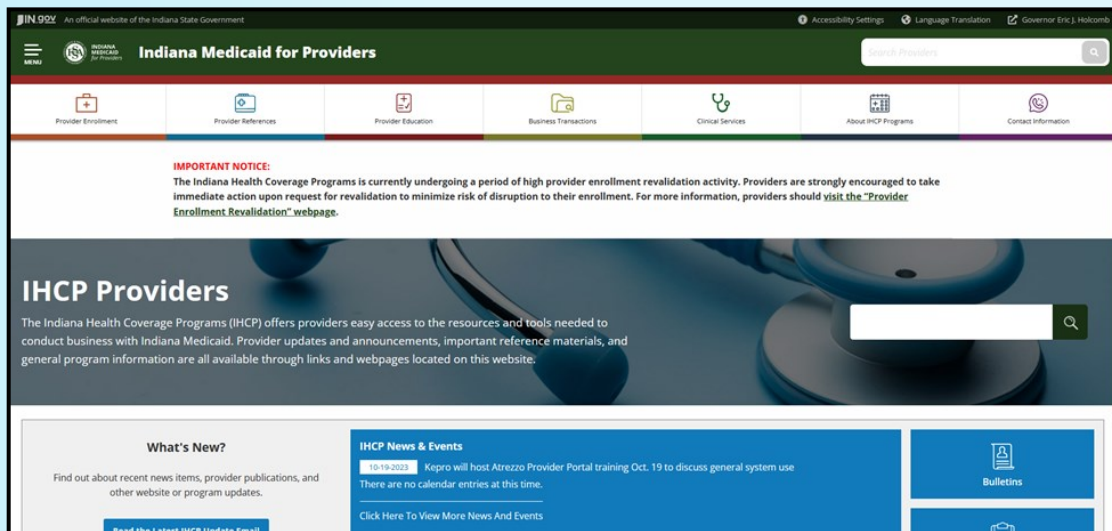 IN.gov An official website of the Indiana State Government Accessibility Settings Language Translation Governor Eric J. Holcomb
MENU INDIANA MEDICAID for Providers Indiana Medicaid for Providers Search Providers
Provider Enrollment Provider References Provider Education Business Transactions Clinical Services About IHCP Programs Contact Information
IMPORTANT NOTICE:
The Indiana Health Coverage Programs is currently undergoing a period of high provider enrollment revalidation activity. Providers are strongly encouraged to take
immediate action upon request for revalidation to minimize risk of disruption to their enrollment. For more information, providers should visit the "Provider
Enrollment Revalidation" webpage.
IHCP Providers
The Indiana Health Coverage Programs (IHCP) offers providers easy access to the resources and tools needed to
conduct business with Indiana Medicaid. Provider updates and announcements, important reference materials, and
general program information are all available through links and webpages located on this website.
What's New?
Find out about recent news items, provider publications, and
other website or program updates.
Read the Latest IHCP Update Email
IHCP News & Events
10-19-2023 Kepro will host Atrezzo Provider Portal training Oct. 19 to discuss general system use
There are no calendar entries at this time.
Click Here To View More News And Events
Bulletins